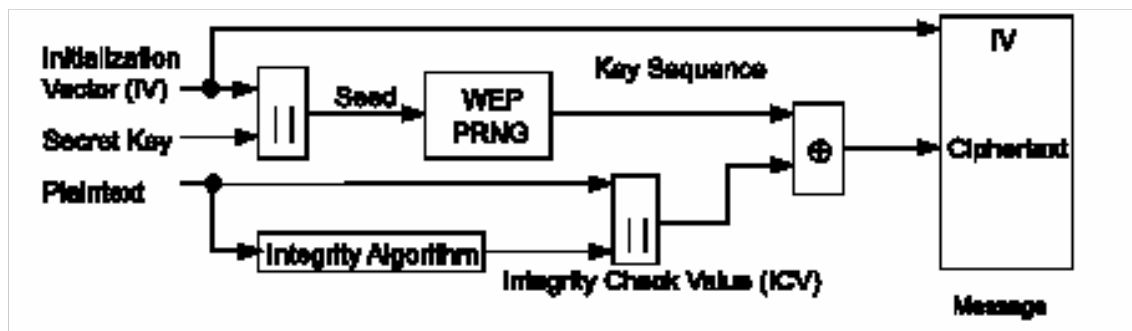 Initialization
Vector (IV)
Secret Key
Plaintext
||
Seed
WEP
PRNG
Key Sequence
Integrity Algorithm
||
Integrity Check Value (ICV)
⊕
IV
Ciphertext
Message